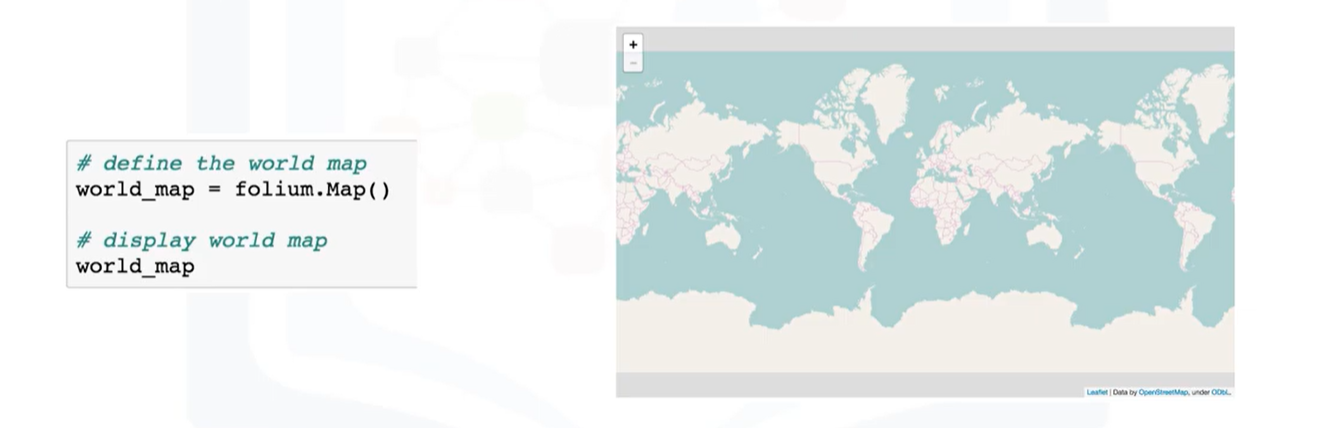 # define the world map
world_map = folium.Map()
# display world map
world_map
+
−
Leaflet | Data by OpenStreetMap, under ODbL.